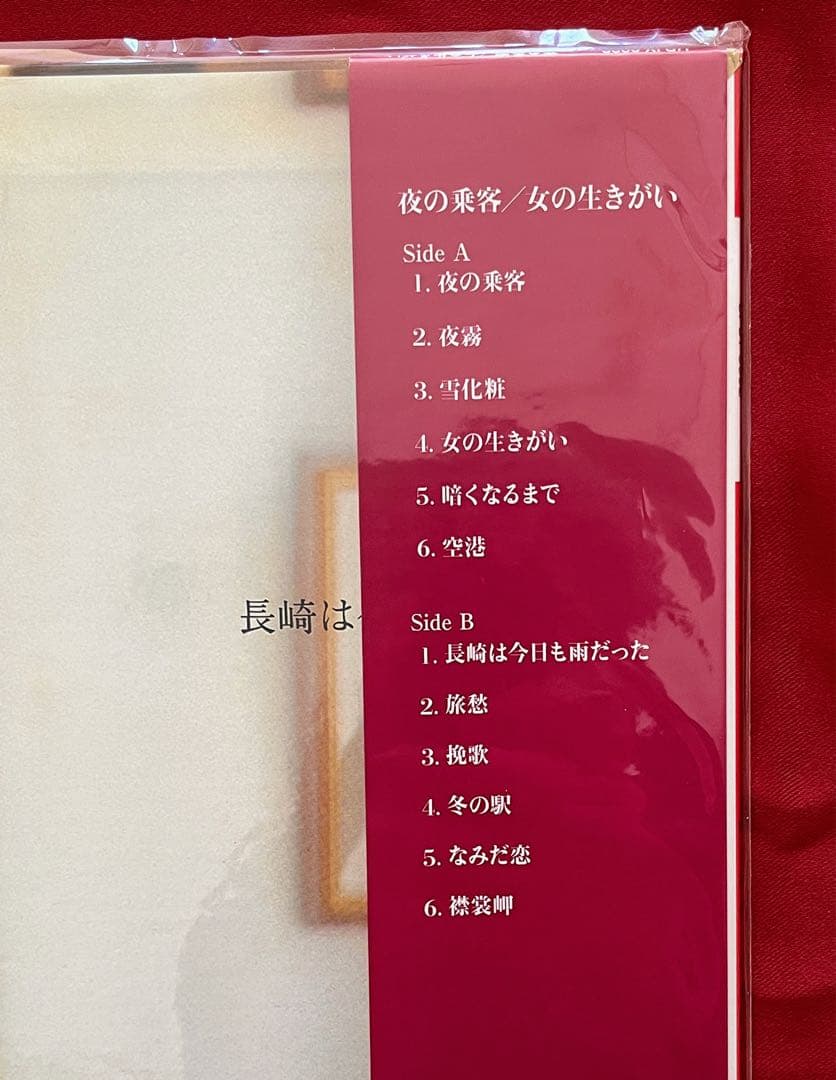 夜の乗客／女の生きがい
Side A
1. 夜の乗客
2. 夜霧
3. 雪化粧
4. 女の生きがい
5. 暗くなるまで
6. 空港
長崎は
Side B
1. 長崎は今日も雨だった
2. 旅愁
3. 挽歌
4. 冬の駅
5. なみだ恋
6. 襟裳岬